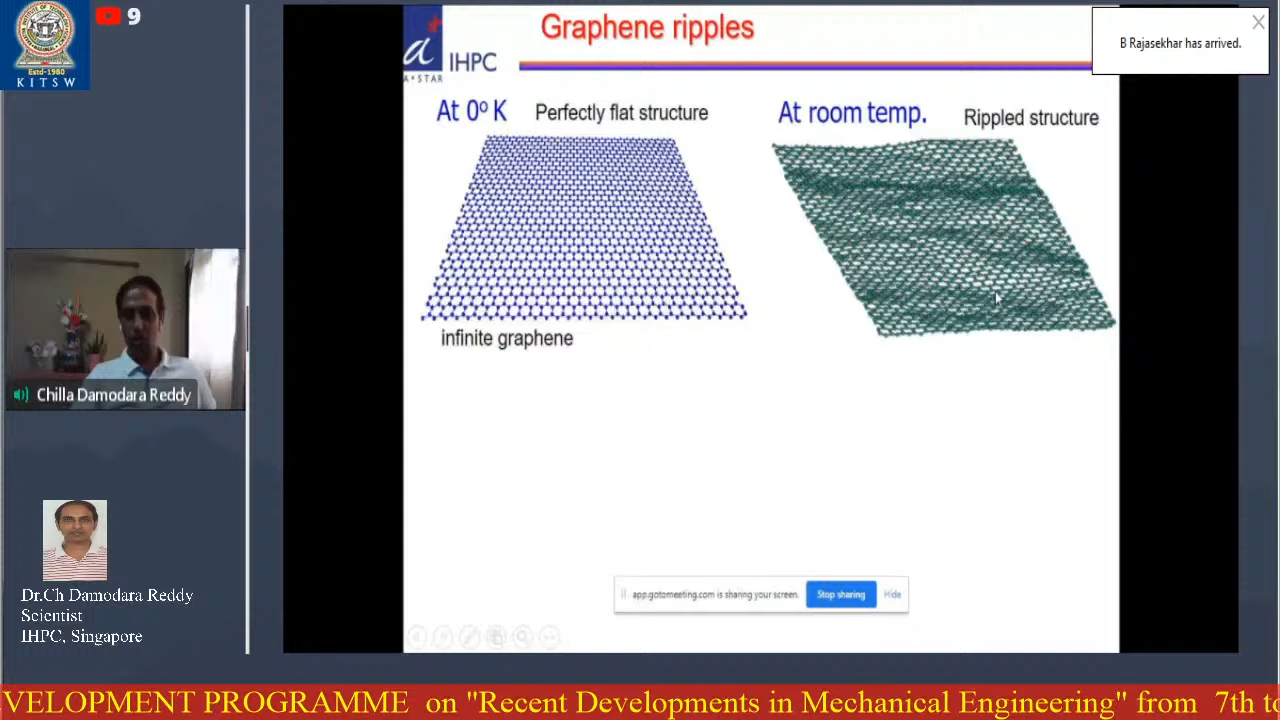 9
Estd-1980
KITSW
A*STAR
IHPC
Graphene ripples
B Rajasekhar has arrived.
At 0º K
Perfectly flat structure
At room temp.
Rippled structure
infinite graphene
Chilla Damodara Reddy
app.gotomeeting.com is sharing your screen.
Stop sharing
Hide
Dr.Ch Damodara Reddy
Scientist
IHPC, Singapore
VELOPMENT PROGRAMME on "Recent Developments in Mechanical Engineering" from 7th to